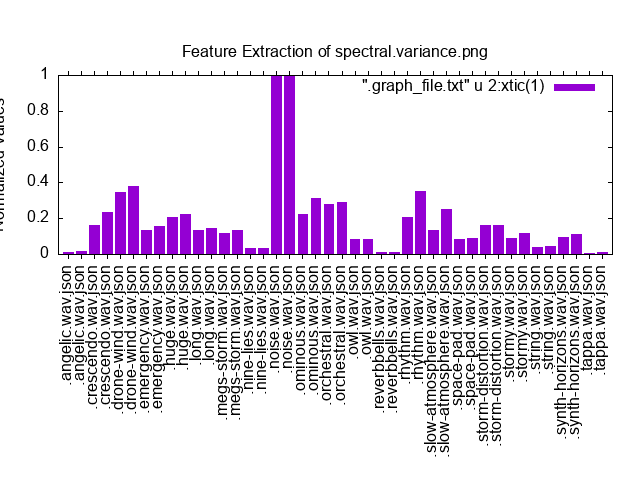 Feature Extraction of spectral.variance.png
".graph_file.txt" u 2:xtic(1)
Normalized Values
1
0.8
0.6
0.4
0.2
0
.angelic.wav.json
.angelic.wav.json
.crescendo.wav.json
.crescendo.wav.json
.drone-wind.wav.json
.drone-wind.wav.json
.emergency.wav.json
.emergency.wav.json
.huge.wav.json
.huge.wav.json
.long.wav.json
.long.wav.json
.megs-storm.wav.json
.megs-storm.wav.json
.nine-lies.wav.json
.nine-lies.wav.json
.noise.wav.json
.noise.wav.json
.ominous.wav.json
.ominous.wav.json
.orchestral.wav.json
.orchestral.wav.json
.owl.wav.json
.owl.wav.json
.reverbbells.wav.json
.reverbbells.wav.json
.rhythm.wav.json
.rhythm.wav.json
.slow-atmosphere.wav.json
.slow-atmosphere.wav.json
.space-pad.wav.json
.space-pad.wav.json
.storm-distortion.wav.json
.storm-distortion.wav.json
.stormy.wav.json
.stormy.wav.json
.string.wav.json
.string.wav.json
.synth-horizons.wav.json
.synth-horizons.wav.json
.tappa.wav.json
.tappa.wav.json